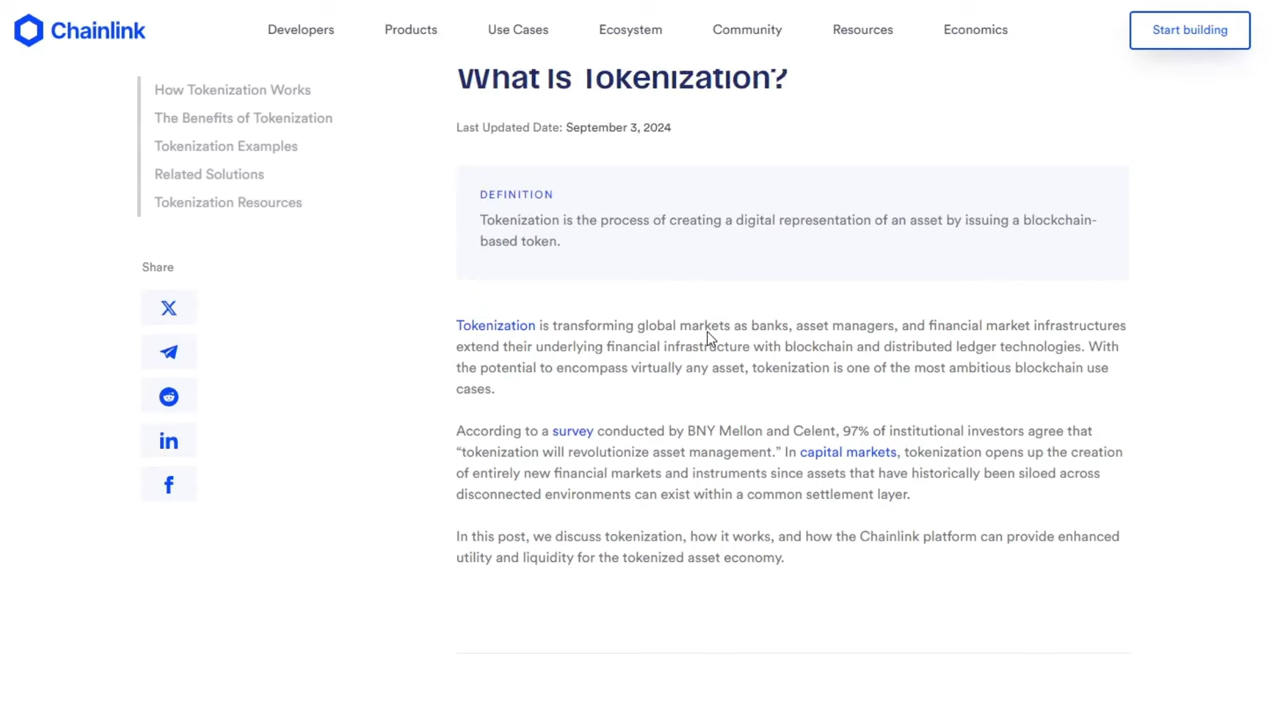 Chainlink
Developers
Products
Use Cases
Ecosystem
Community
Resources
Economics
Start building
How Tokenization Works
The Benefits of Tokenization
Tokenization Examples
Related Solutions
Tokenization Resources
Share
What Is Tokenization?
Last Updated Date: September 3, 2024
DEFINITION
Tokenization is the process of creating a digital representation of an asset by issuing a blockchain-
based token.
Tokenization is transforming global markets as banks, asset managers, and financial market infrastructures
extend their underlying financial infrastructure with blockchain and distributed ledger technologies. With
the potential to encompass virtually any asset, tokenization is one of the most ambitious blockchain use
cases.
According to a survey conducted by BNY Mellon and Celent, 97% of institutional investors agree that
“tokenization will revolutionize asset management.” In capital markets, tokenization opens up the creation
of entirely new financial markets and instruments since assets that have historically been siloed across
disconnected environments can exist within a common settlement layer.
In this post, we discuss tokenization, how it works, and how the Chainlink platform can provide enhanced
utility and liquidity for the tokenized asset economy.